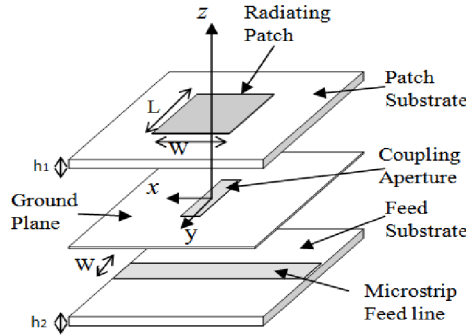 z
Radiating
Patch
L
Patch
Substrate
W
h1
Coupling
Aperture
x
Ground
Plane
y
Feed
Substrate
W
Microstrip
Feed line
h2